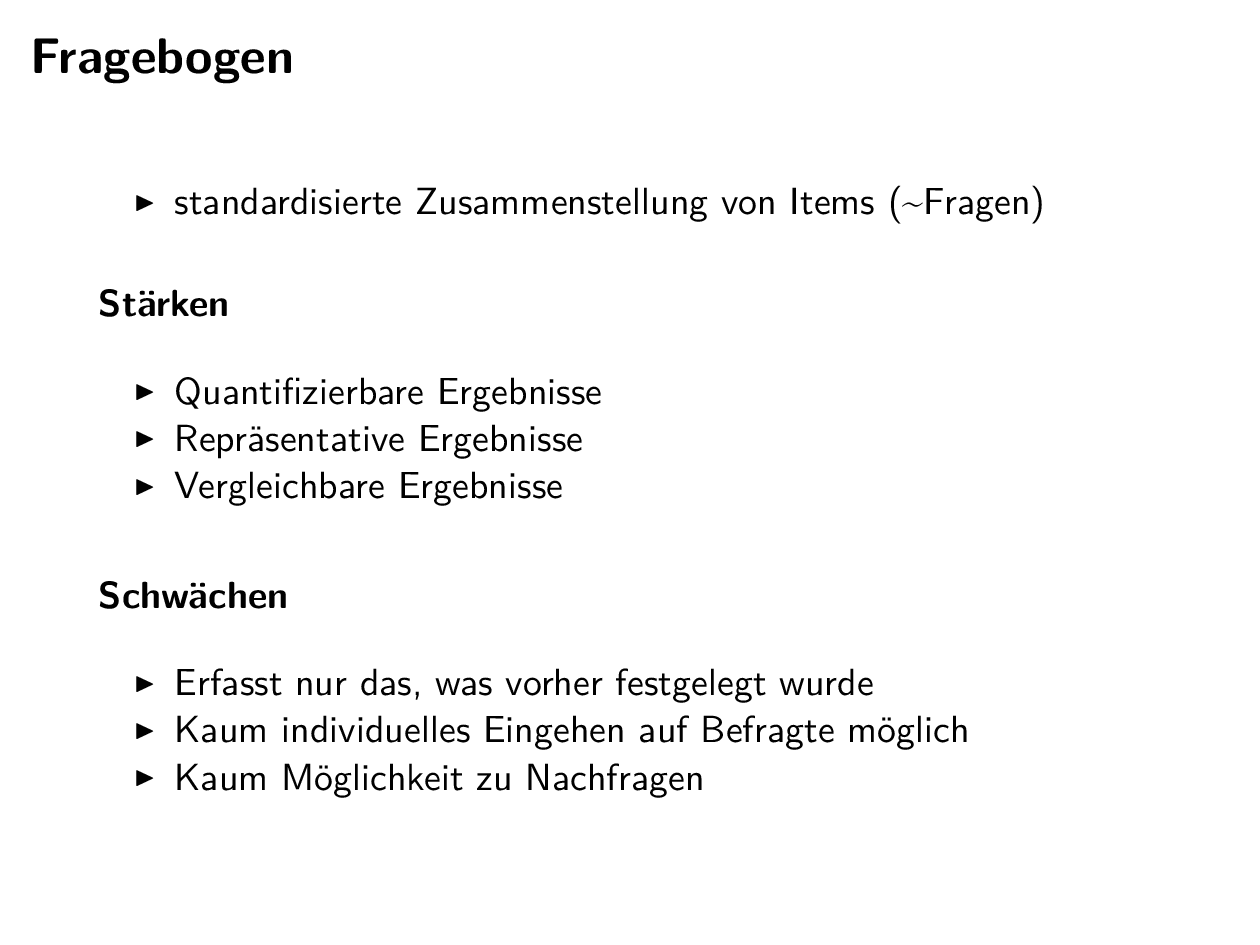 Fragebogen
▶ standardisierte Zusammenstellung von Items (~Fragen)
Stärken
▶ Quantifizierbare Ergebnisse
▶ Repräsentative Ergebnisse
▶ Vergleichbare Ergebnisse
Schwächen
▶ Erfasst nur das, was vorher festgelegt wurde
▶ Kaum individuelles Eingehen auf Befragte möglich
▶ Kaum Möglichkeit zu Nachfragen